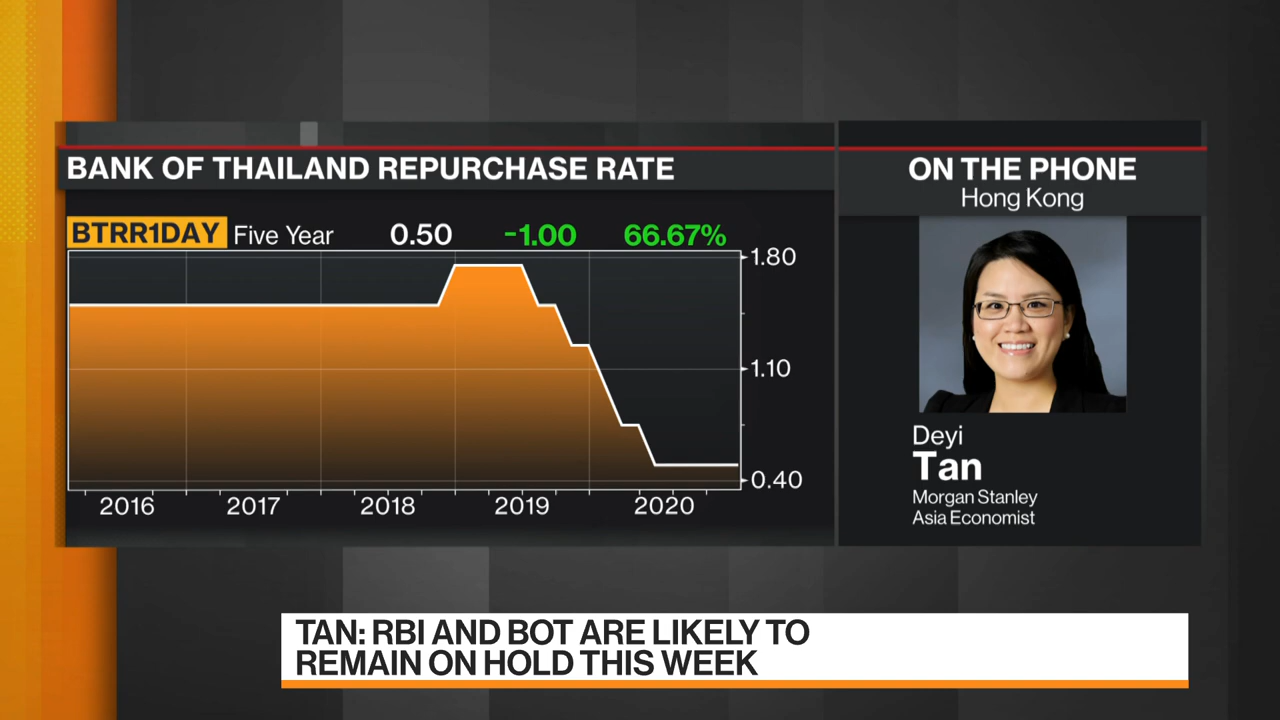 BANK OF THAILAND REPURCHASE RATE
BTRR1DAY Five Year 0.50 -1.00 66.67%
1.80
1.10
0.40
2016 2017 2018 2019 2020
ON THE PHONE
Hong Kong
Deyi
Tan
Morgan Stanley
Asia Economist
TAN: RBI AND BOT ARE LIKELY TO
REMAIN ON HOLD THIS WEEK